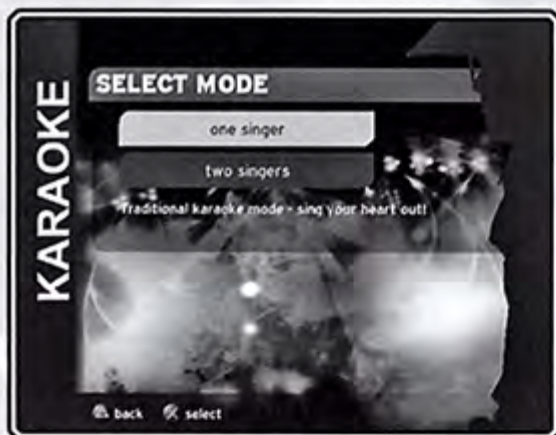 KARAOKE
SELECT MODE
one singer
two singers
Traditional karaoke mode - sing your heart out!
back select